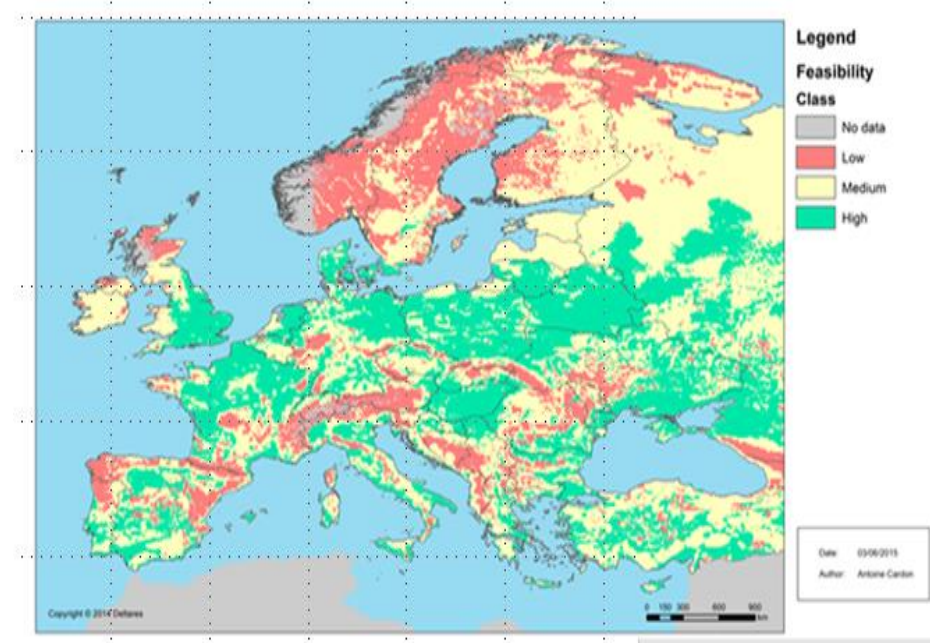 Legend
Feasibility
Class
No data
Low
Medium
High
Date: 03/06/2015
Author: Antoine Cardon
Copyright © 2014 Deltares
0 150 300 600 900
km